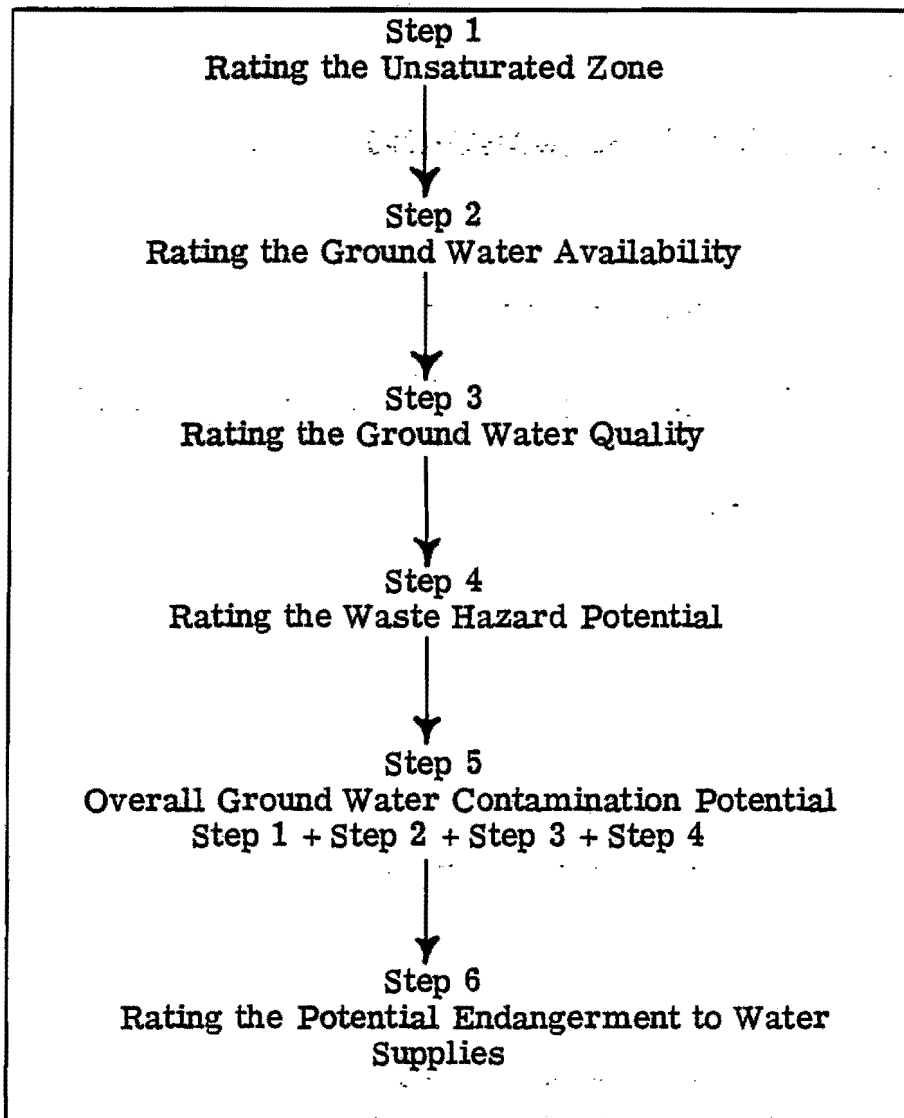 Step 1
Rating the Unsaturated Zone
Step 2
Rating the Ground Water Availability
Step 3
Rating the Ground Water Quality
Step 4
Rating the Waste Hazard Potential
Step 5
Overall Ground Water Contamination Potential
Step 1 + Step 2 + Step 3 + Step 4
Step 6
Rating the Potential Endangerment to Water
Supplies